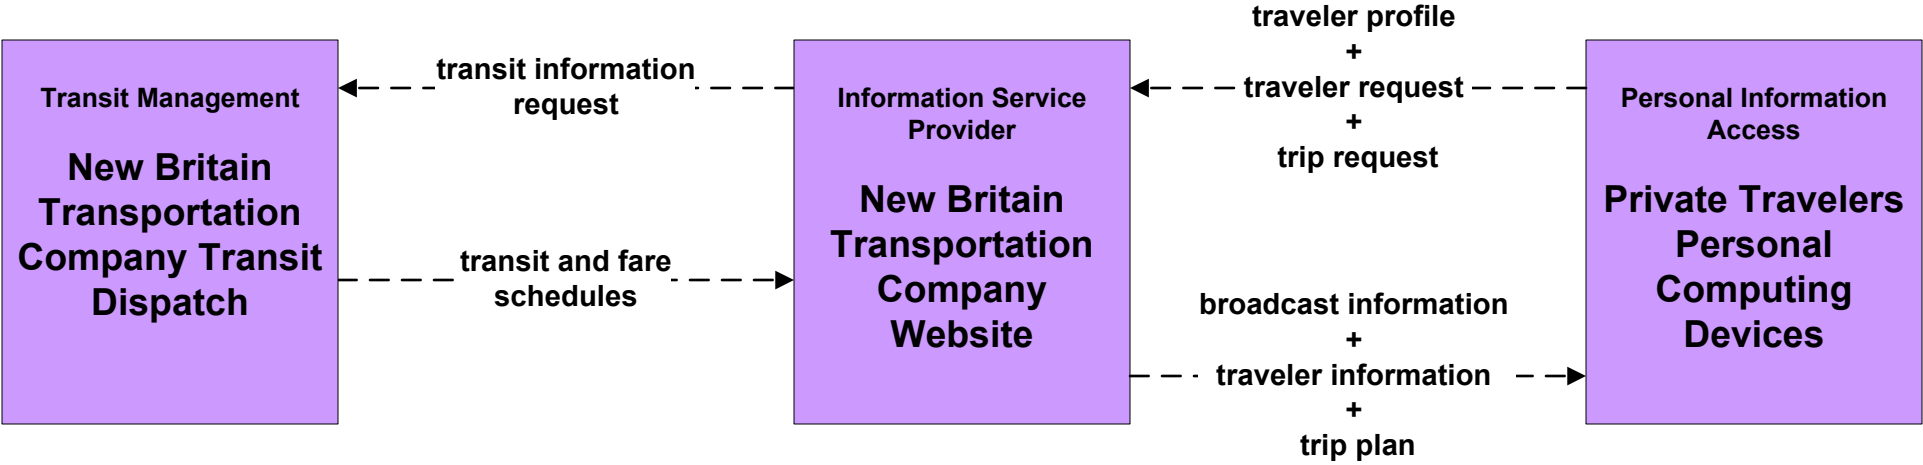 Transit Management
New Britain
Transportation
Company Transit
Dispatch
transit information
request
transit and fare
schedules
Information Service
Provider
New Britain
Transportation
Company
Website
traveler profile
+
traveler request
+
trip request
broadcast information
+
traveler information
+
trip plan
Personal Information
Access
Private Travelers
Personal
Computing
Devices